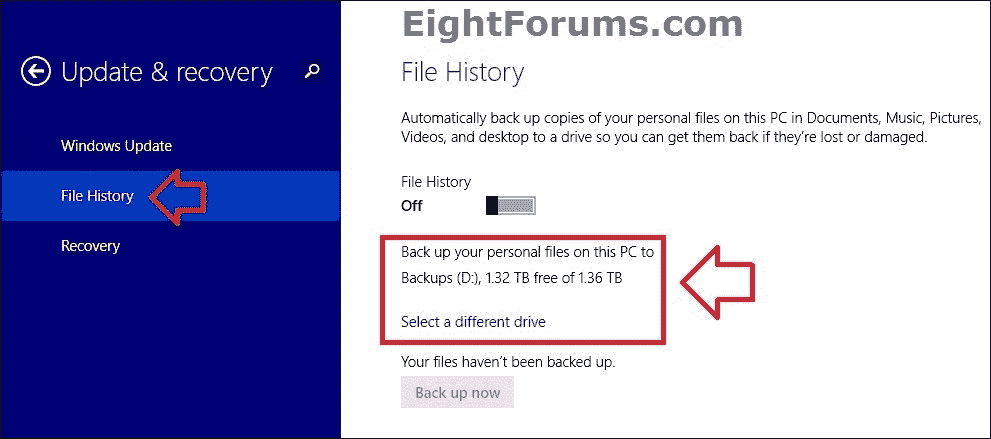 EightForums.com
Update & recovery
Windows Update
File History
Recovery
File History
Automatically back up copies of your personal files on this PC in Documents, Music, Pictures,
Videos, and desktop to a drive so you can get them back if they're lost or damaged.
File History
Off
Back up your personal files on this PC to
Backups (D:), 1.32 TB free of 1.36 TB
Select a different drive
Your files haven't been backed up.
Back up now